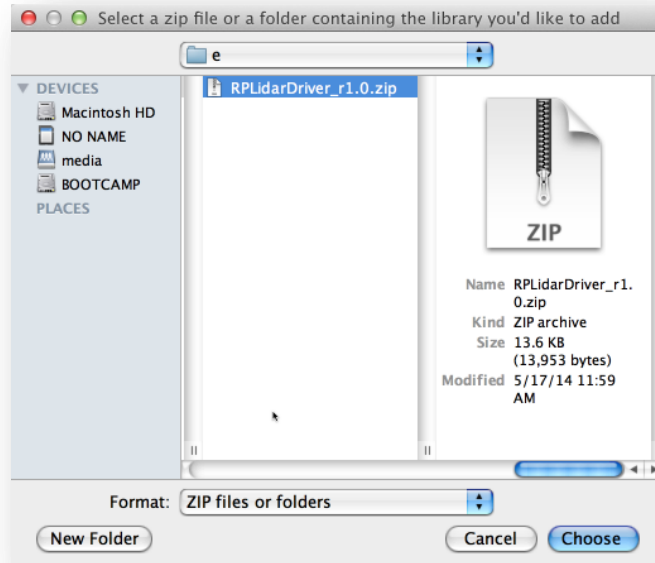 Select a zip file or a folder containing the library you'd like to add
e
DEVICES
Macintosh HD
NO NAME
media
BOOTCAMP
PLACES
RPLidarDriver_r1.0.zip
ZIP
Name RPLidarDriver_r1.
0.zip
Kind ZIP archive
Size 13.6 KB
(13,953 bytes)
Modified 5/17/14 11:59
AM
Format: ZIP files or folders
New Folder
Cancel
Choose